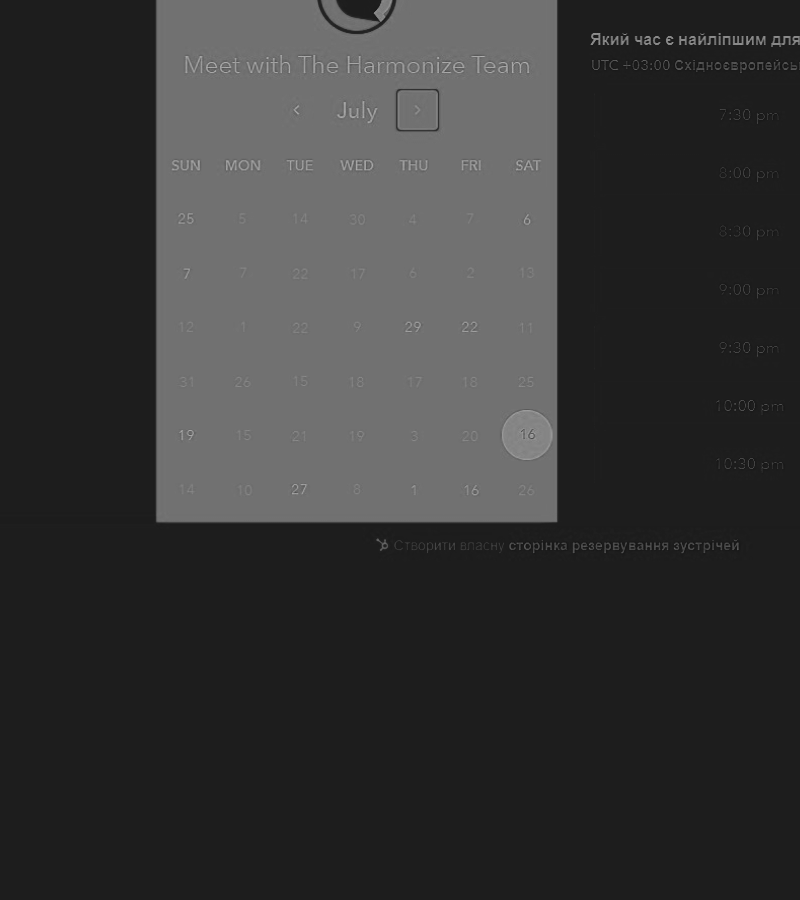 Meet with The Harmonize Team
July
SUN MON TUE WED THU FRI SAT
25 5 14 30 4 7 6
7 7 22 17 6 2 13
12 1 22 9 29 22 11
31 26 15 18 17 18 25
19 15 21 19 3 20 16
14 10 27 8 1 16 26
Який час є найліпшим для
UTC +03:00
7:30 pm
8:00 pm
8:30 pm
9:00 pm
9:30 pm
10:00 pm
10:30 pm
Створити власну сторінка резервування зустрічей